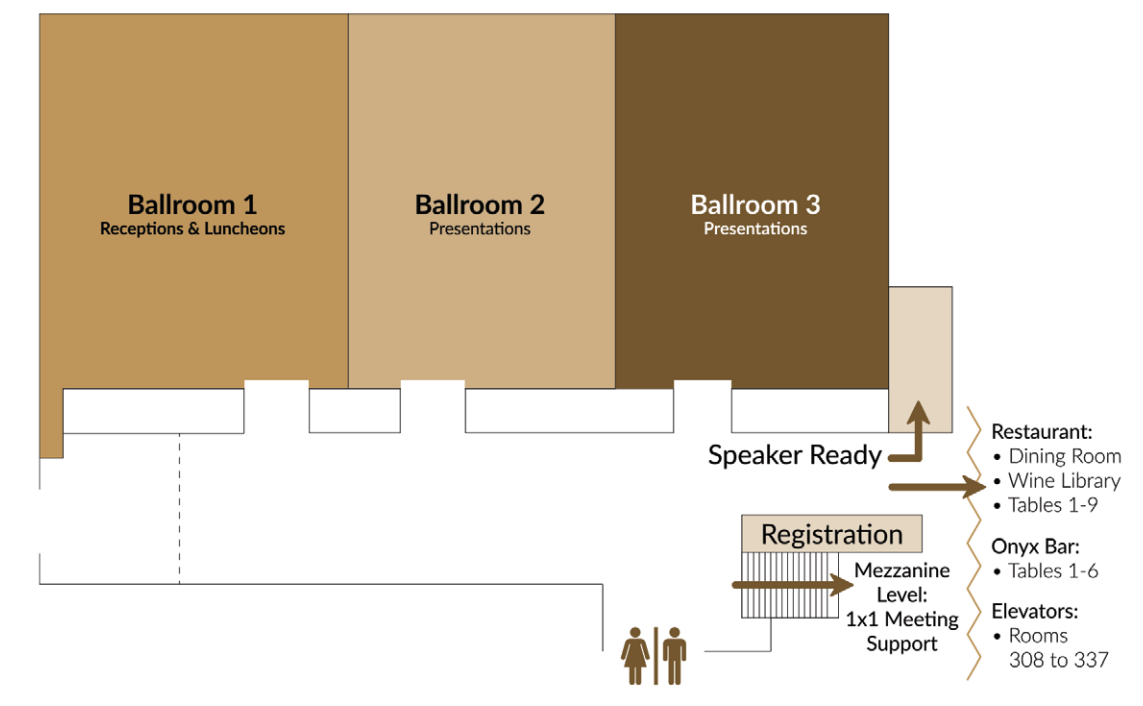 Ballroom 1
Receptions & Luncheons
Ballroom 2
Presentations
Ballroom 3
Presentations
Speaker Ready
Registration
Mezzanine
Level:
1x1 Meeting
Support
Restaurant:
• Dining Room
• Wine Library
• Tables 1-9
Onyx Bar:
• Tables 1-6
Elevators:
• Rooms
308 to 337